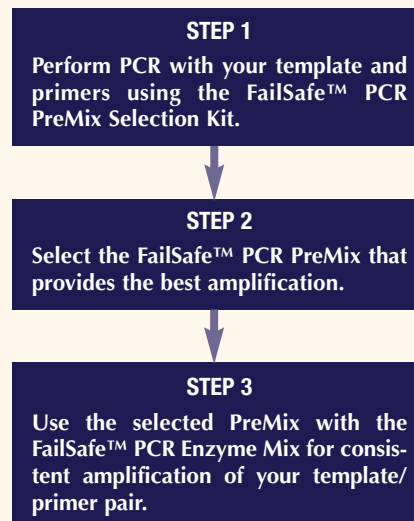 STEP 1
Perform PCR with your template and
primers using the FailSafe™ PCR
PreMix Selection Kit.
STEP 2
Select the FailSafe™ PCR PreMix that
provides the best amplification.
STEP 3
Use the selected PreMix with the
FailSafe™ PCR Enzyme Mix for consis-
tent amplification of your template/
primer pair.